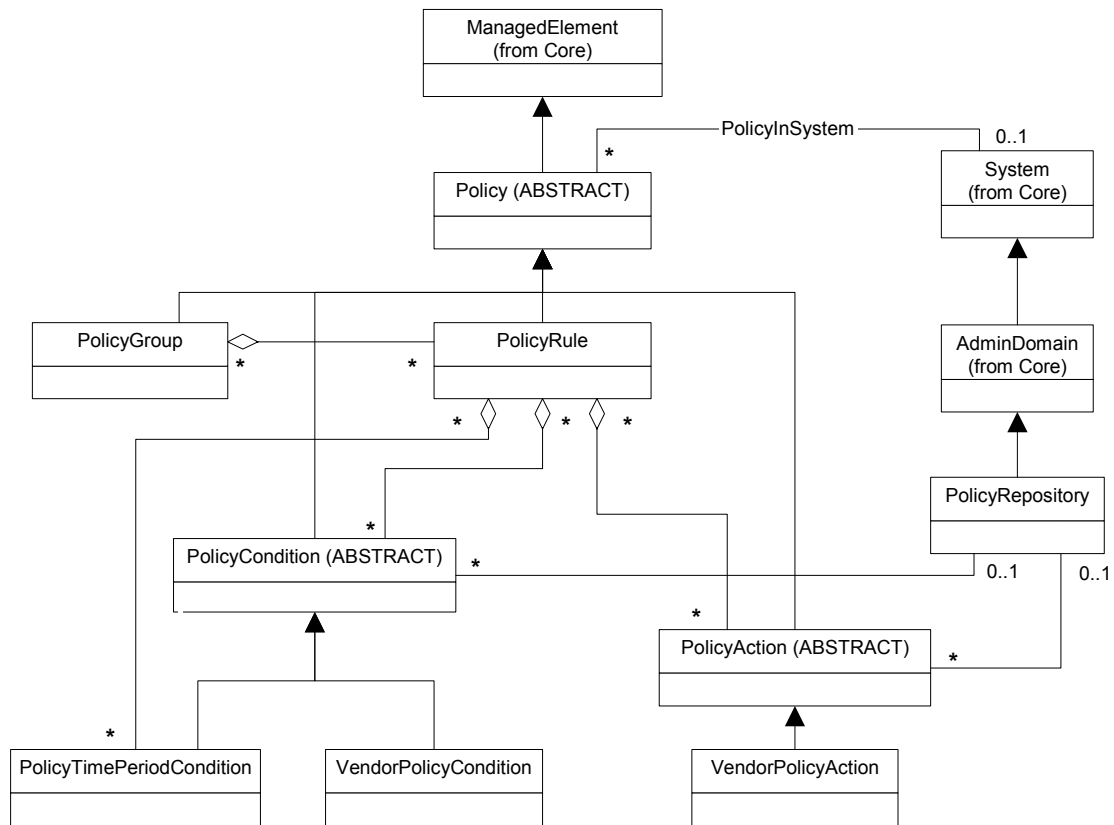 ManagedElement
(from Core)
PolicyInSystem
*
0..1
Policy (ABSTRACT)
System
(from Core)
PolicyGroup
PolicyRule
AdminDomain
(from Core)
*
*
*
*
*
PolicyRepository
*
PolicyCondition (ABSTRACT)
*
0..1
0..1
*
PolicyAction (ABSTRACT)
*
*
PolicyTimePeriodCondition
VendorPolicyCondition
VendorPolicyAction